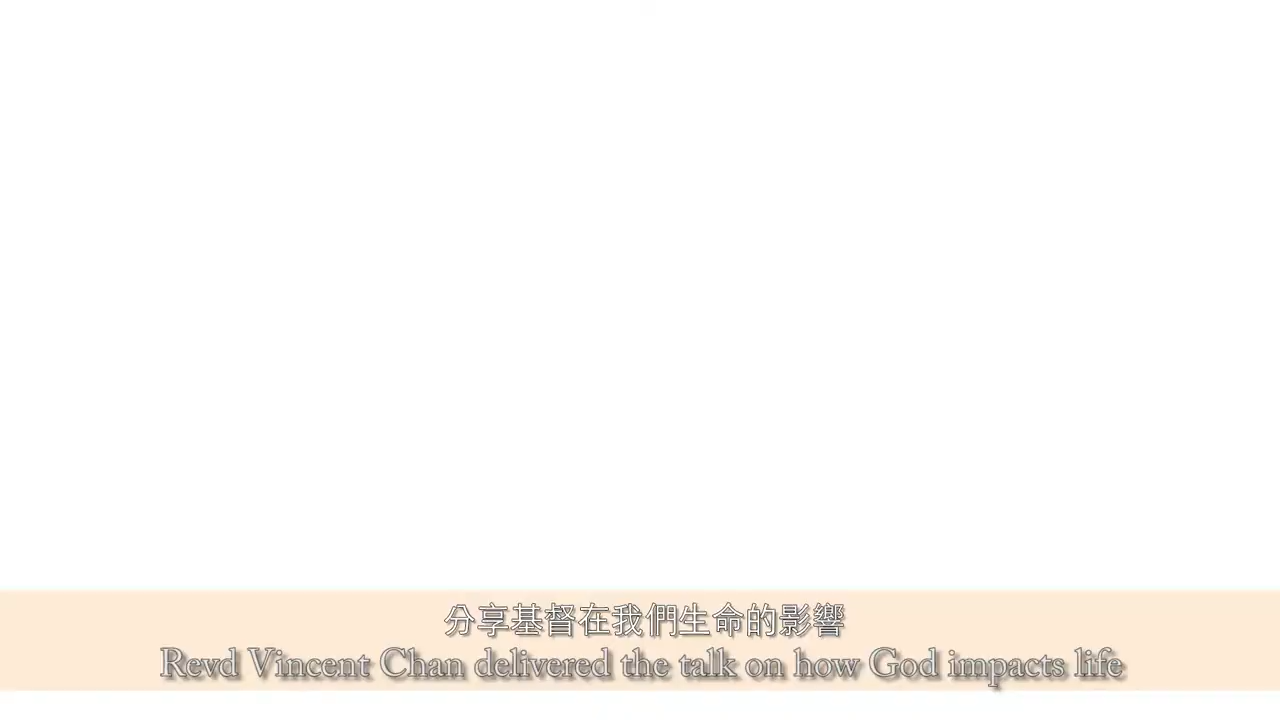 分享基督在我們生命的影響
Revd Vincent Chan delivered the talk on how God impacts life